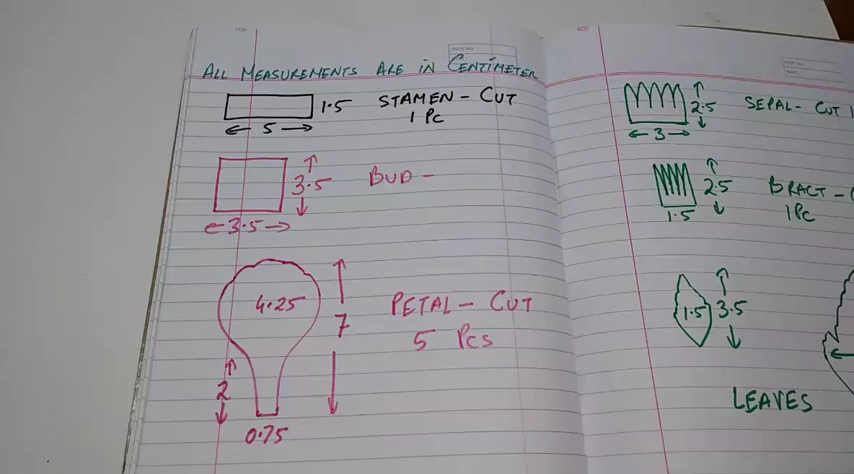 ALL MEASUREMENTS ARE IN CENTIMETER
1.5
STAMEN - CUT
1 PC
5
3.5
BUD -
3.5
4.25
7
PETAL - CUT
5 PCS
2
0.75
2.5
SEPAL - CUT 1
3
2.5
BRACT -
1 PC
1.5
1.5
3.5
LEAVES